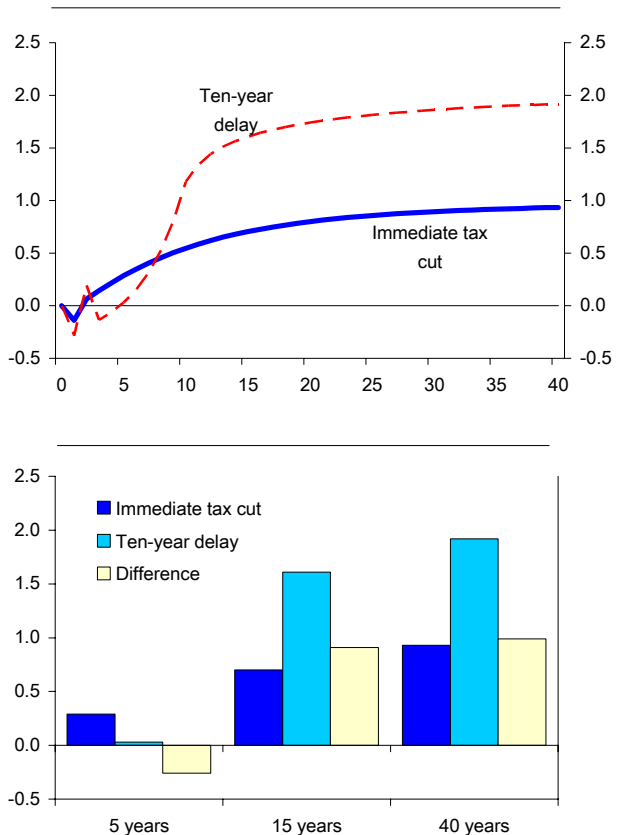 2.5 2.5
2.0 2.0
Ten-year
delay
1.5 1.5
1.0 1.0
Immediate tax
cut
0.5 0.5
0.0 0.0
-0.5 -0.5
0 5 10 15 20 25 30 35 40
2.5
Immediate tax cut
2.0
Ten-year delay
Difference
1.5
1.0
0.5
0.0
-0.5
5 years 15 years 40 years